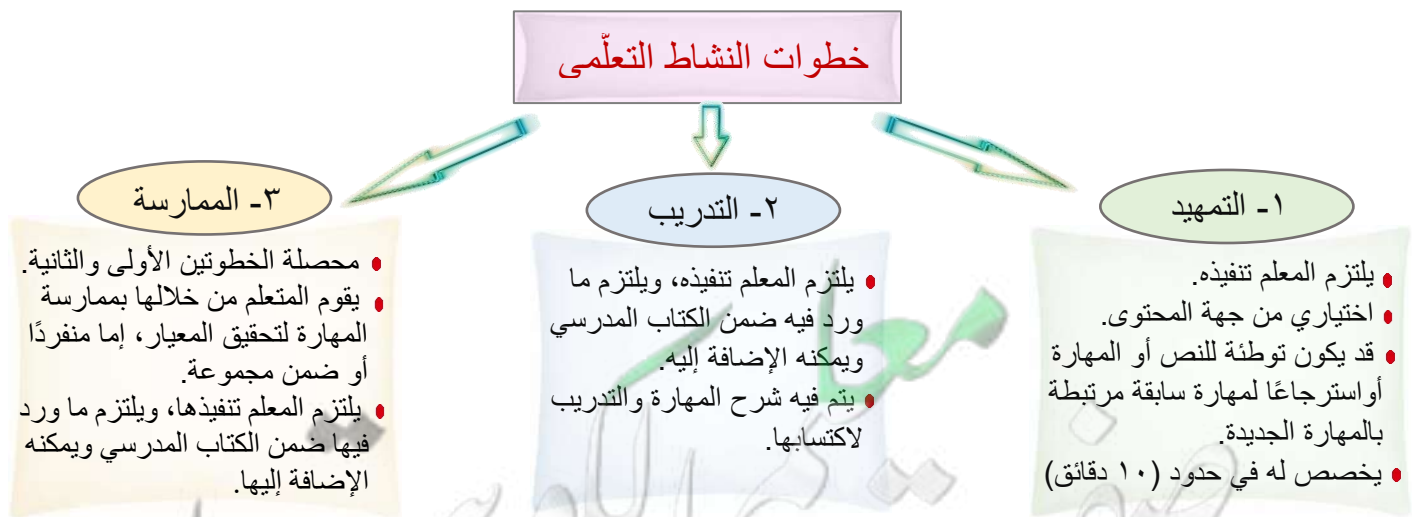 خطوات النشاط التعلّمى
١- التمهيد
يلتزم المعلم تنفيذه.
اختياري من جهة المحتوى.
قد يكون توطئة للنص أو المهارة
أواسترجاعًا لمهارة سابقة مرتبطة
بالمهارة الجديدة.
يخصص له في حدود (١٠ دقائق)
٢- التدريب
يلتزم المعلم تنفيذه، ويلتزم ما
ورد فيه ضمن الكتاب المدرسي
ويمكنه الإضافة إليه.
يتم فيه شرح المهارة والتدريب
لاكتسابها.
٣- الممارسة
محصلة الخطوتين الأولى والثانية.
يقوم المتعلم من خلالها بممارسة
المهارة لتحقيق المعيار، إما منفردًا
أو ضمن مجموعة.
يلتزم المعلم تنفيذها، ويلتزم ما ورد
فيها ضمن الكتاب المدرسي ويمكنه
الإضافة إليها.
معاً